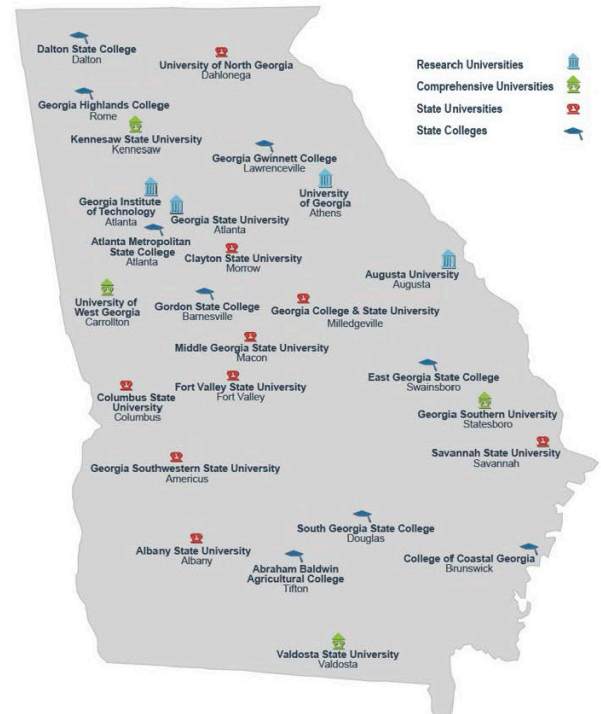 Dalton State College
Dalton
University of North Georgia
Dahlonega
Research Universities
Comprehensive Universities
State Universities
State Colleges
Georgia Highlands College
Rome
Kennesaw State University
Kennesaw
Georgia Gwinnett College
Lawrenceville
University
of Georgia
Athens
Georgia Institute
of Technology
Atlanta
Georgia State University
Atlanta
Atlanta Metropolitan
State College
Atlanta
Clayton State University
Morrow
Augusta University
Augusta
University of
West Georgia
Carrollton
Gordon State College
Barnesville
Georgia College & State University
Milledgeville
Middle Georgia State University
Macon
East Georgia State College
Swainsboro
Fort Valley State University
Fort Valley
Columbus State
University
Columbus
Georgia Southern University
Statesboro
Savannah State University
Savannah
Georgia Southwestern State University
Americus
South Georgia State College
Douglas
Albany State University
Albany
Abraham Baldwin
Agricultural College
Tifton
College of Coastal Georgia
Brunswick
Valdosta State University
Valdosta